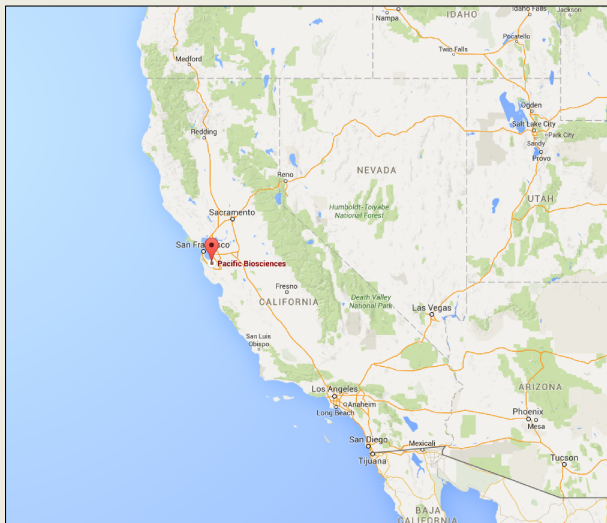 IDAHO
Idaho Falls
Jackson
Nampa
Pocatello
Medford
Twin Falls
Ogden
Salt Lake City
Park City
Sandy
Provo
Redding
Reno
NEVADA
UTAH
Humboldt-Toiyabe
National Forest
Sacramento
San Francisco
Pacific Biosciences
Fresno
CALIFORNIA
Death Valley
National Park
Las Vegas
San Luis
Obispo
Los Angeles
Anaheim
Long Beach
ARIZONA
Phoenix
Mesa
San Diego
Mexicali
Tijuana
Tucson
BAJA
CALIFORNIA